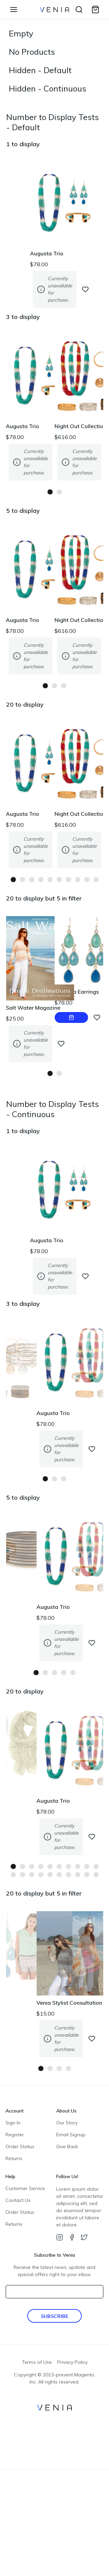 VENIA
Empty
No Products
Hidden - Default
Hidden - Continuous
Number to Display Tests
- Default
1 to display
Augusta Trio
$78.00
Currently
unavailable
for
purchase.
3 to display
Augusta Trio
Night Out Collectio
$78.00
$616.00
Currently
unavailable
for
purchase.
Currently
unavailable
for
purchase.
5 to display
Augusta Trio
Night Out Collectio
$78.00
$616.00
Currently
unavailable
for
purchase.
Currently
unavailable
for
purchase.
20 to display
Augusta Trio
Night Out Collectio
$78.00
$616.00
Currently
unavailable
for
purchase.
Currently
unavailable
for
purchase.
20 to display but 5 in filter
Salt Wat
Destinations
Earrings
$78.00
Salt Water Magazine
$25.00
Currently
unavailable
for
purchase.
Number to Display Tests
- Continuous
1 to display
Augusta Trio
$78.00
Currently
unavailable
for
purchase.
3 to display
Augusta Trio
$78.00
Currently
unavailable
for
purchase.
5 to display
Augusta Trio
$78.00
Currently
unavailable
for
purchase.
20 to display
Augusta Trio
$78.00
Currently
unavailable
for
purchase.
20 to display but 5 in filter
Venia Stylist Consultation
$15.00
Currently
unavailable
for
purchase.
Account
About Us
Sign In
Our Story
Register
Email Signup
Order Status
Give Back
Returns
Help
Follow Us!
Customer Service
Contact Us
Order Status
Returns
Lorem ipsum dolor sit amet, consectetur adipisicing elit, sed do eiusmod tempor incididunt ut labore et dolore.
Subscribe to Venia
Recieve the latest news, update and
special offers right to your inbox.
SUBSCRIBE
Terms of Use
Privacy Policy
Copyright © 2013-present Magento,
Inc. All rights reserved.
VENIA